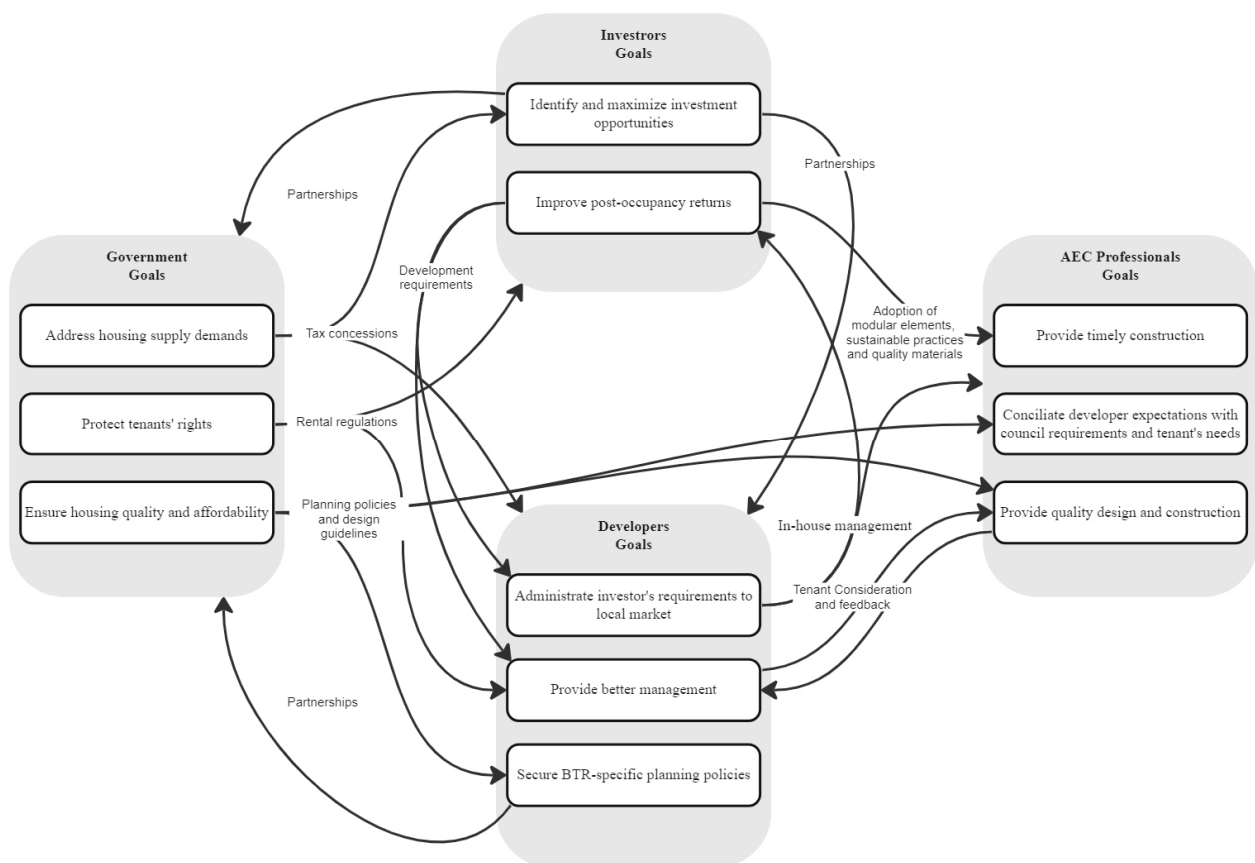 Investrors
Goals
Identify and maximize investment
opportunities
Improve post-occupancy returns
Partnerships
Partnerships
Government
Goals
Address housing supply demands
Protect tenants' rights
Ensure housing quality and affordability
Development
requirements
Tax concessions
Rental regulations
Planning policies
and design
guidelines
AEC Professionals
Goals
Provide timely construction
Conciliate developer expectations with
council requirements and tenant's needs
Provide quality design and construction
Adoption of
modular elements,
sustainable practices
and quality materials
Developers
Goals
Administrate investor's requirements to
local market
Provide better management
Secure BTR-specific planning policies
In-house management
Tenant Consideration
and feedback
Partnerships